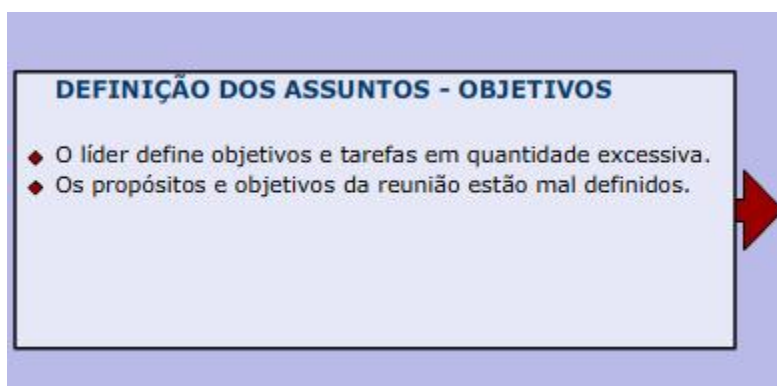 DEFINIÇÃO DOS ASSUNTOS - OBJETIVOS
O líder define objetivos e tarefas em quantidade excessiva.
Os propósitos e objetivos da reunião estão mal definidos.